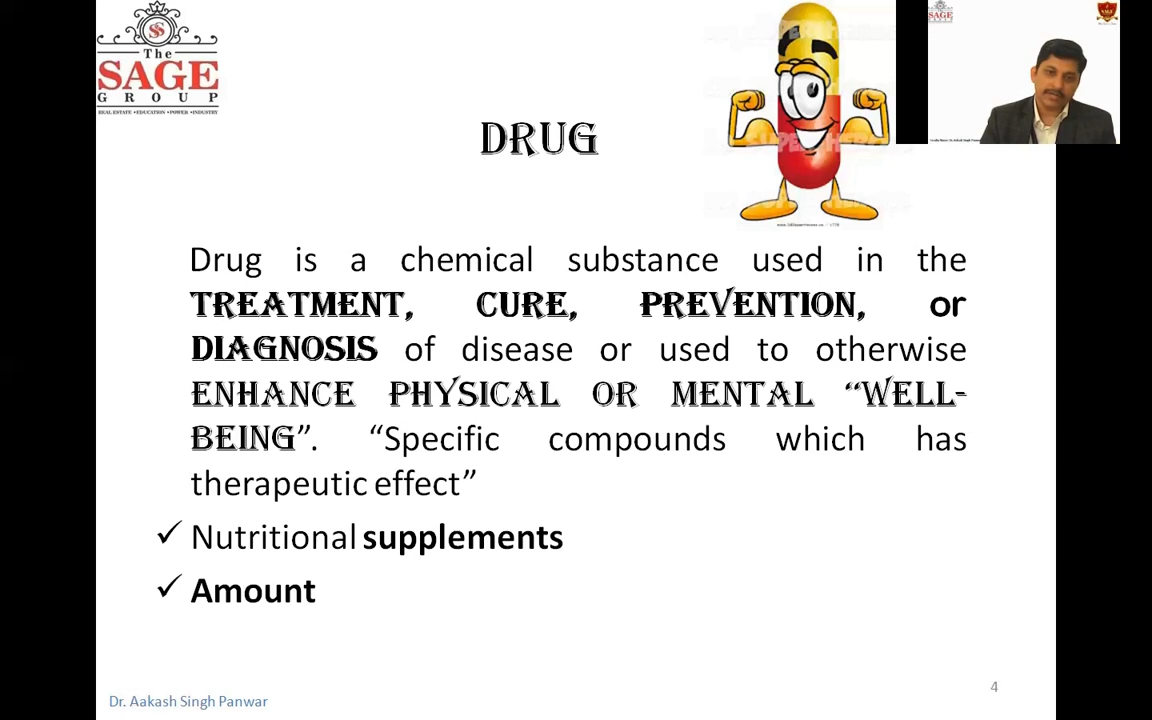 The
SAGE
GROUP
REAL ESTATE •EDUCATION •POWER •INDUSTRY
SAGE
DRUG
Drug is a chemical substance used in the
TREATMENT, CURE, PREVENTION, or
DIAGNOSIS of disease or used to otherwise
ENHANCE PHYSICAL OR MENTAL “WELL-
BEING”. “Specific compounds which has
therapeutic effect”
✓ Nutritional supplements
✓ Amount
Dr. Aakash Singh Panwar
4